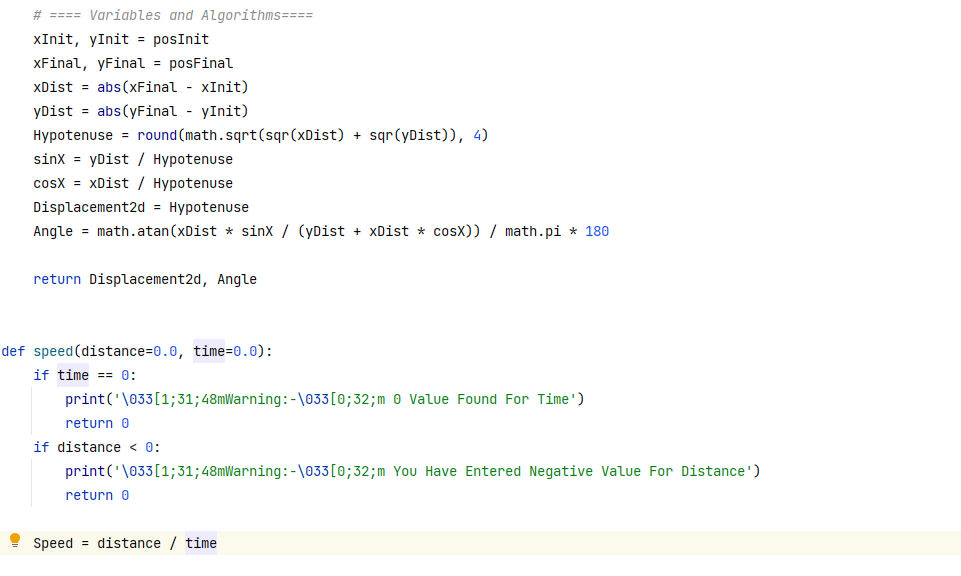 # ==== Variables and Algorithms====
xInit, yInit = posInit
xFinal, yFinal = posFinal
xDist = abs(xFinal - xInit)
yDist = abs(yFinal - yInit)
Hypotenuse = round(math.sqrt(sqr(xDist) + sqr(yDist)), 4)
sinX = yDist / Hypotenuse
cosX = xDist / Hypotenuse
Displacement2d = Hypotenuse
Angle = math.atan(xDist * sinX / (yDist + xDist * cosX)) / math.pi * 180
return Displacement2d, Angle
def speed(distance=0.0, time=0.0):
if time == 0:
print('\033[1;31;48mWarning:-\033[0;32;m 0 Value Found For Time')
return 0
if distance < 0:
print('\033[1;31;48mWarning:-\033[0;32;m You Have Entered Negative Value For Distance')
return 0
Speed = distance / time